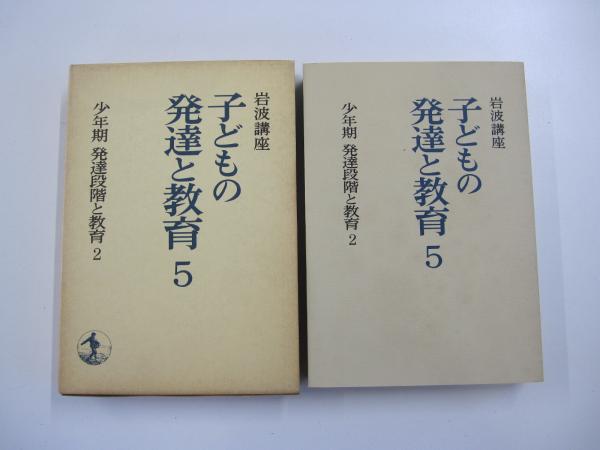 岩波講座
子どもの
発達と教育 5
少年期 発達段階と教育 2
岩波講座
子どもの
発達と教育 5
少年期 発達段階と教育 2